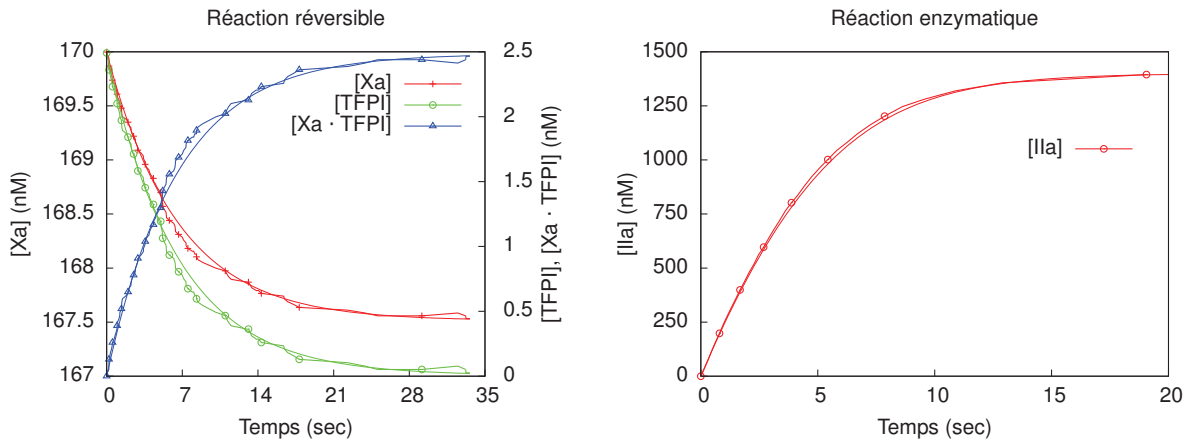 Réaction réversible
170
169.5
169
168.5
168
167.5
167
2.5
2
1.5
1
0.5
0
0 7 14 21 28 35
[Xa] (nM)
[TFPI], [Xa · TFPI] (nM)
Temps (sec)
[Xa]
[TFPI]
[Xa · TFPI]
Réaction enzymatique
1500
1250
1000
750
500
250
0
0 5 10 15 20
[IIa] (nM)
Temps (sec)
[IIa]